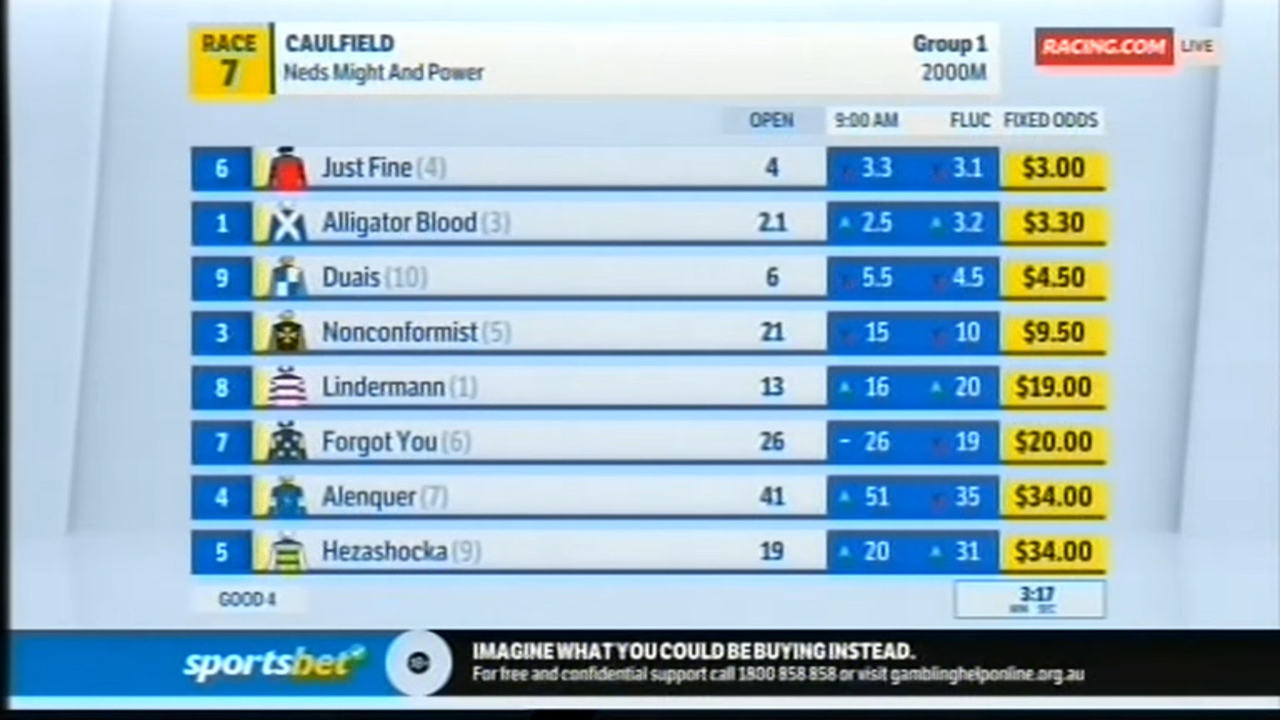 RACE 7
CAULFIELD
Neds Might And Power
Group 1
2000M
RACING.COM LIVE
OPEN 9:00 AM FLUC FIXED ODDS
6 Just Fine (4) 4 3.3 3.1 $3.00
1 Alligator Blood (3) 2.1 2.5 3.2 $3.30
9 Duais (10) 6 5.5 4.5 $4.50
3 Nonconformist (5) 21 15 10 $9.50
8 Lindermann (1) 13 16 20 $19.00
7 Forgot You (6) 26 – 26 19 $20.00
4 Alenquer (7) 41 51 35 $34.00
5 Hezashocka (9) 19 20 31 $34.00
GOOD 4
3:17
MIN SEC
sportsbet
18+
IMAGINE WHAT YOU COULD BE BUYING INSTEAD.
For free and confidential support call 1800 858 858 or visit gamblinghelponline.org.au